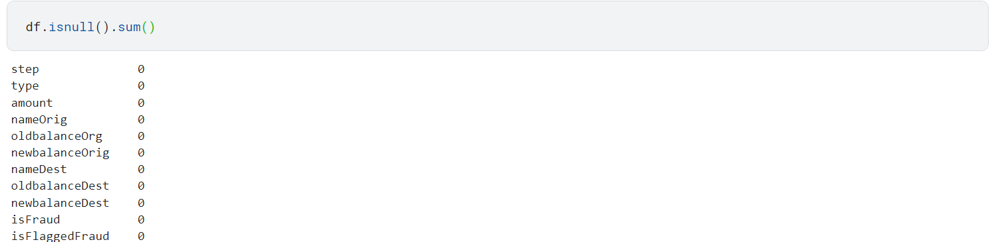 df.isnull().sum()
step 0
type 0
amount 0
nameOrig 0
oldbalanceOrg 0
newbalanceOrig 0
nameDest 0
oldbalanceDest 0
newbalanceDest 0
isFraud 0
isFlaggedFraud 0